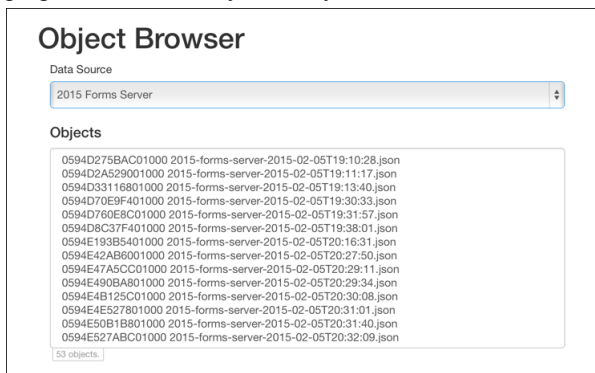 Object Browser
Data Source
2015 Forms Server
Objects
0594D275BAC01000 2015-forms-server-2015-02-05T19:10:28.json
0594D2A529001000 2015-forms-server-2015-02-05T19:11:17.json
0594D33116801000 2015-forms-server-2015-02-05T19:13:40.json
0594D70E9F401000 2015-forms-server-2015-02-05T19:30:33.json
0594D760E8C01000 2015-forms-server-2015-02-05T19:31:57.json
0594D8C37F401000 2015-forms-server-2015-02-05T19:38:01.json
0594E193B5401000 2015-forms-server-2015-02-05T20:16:31.json
0594E42AB6001000 2015-forms-server-2015-02-05T20:27:50.json
0594E47A5CC01000 2015-forms-server-2015-02-05T20:29:11.json
0594E490BA801000 2015-forms-server-2015-02-05T20:29:34.json
0594E4B125C01000 2015-forms-server-2015-02-05T20:30:08.json
0594E4E527801000 2015-forms-server-2015-02-05T20:31:01.json
0594E50B1B801000 2015-forms-server-2015-02-05T20:31:40.json
0594E527ABC01000 2015-forms-server-2015-02-05T20:32:09.json
53 objects.